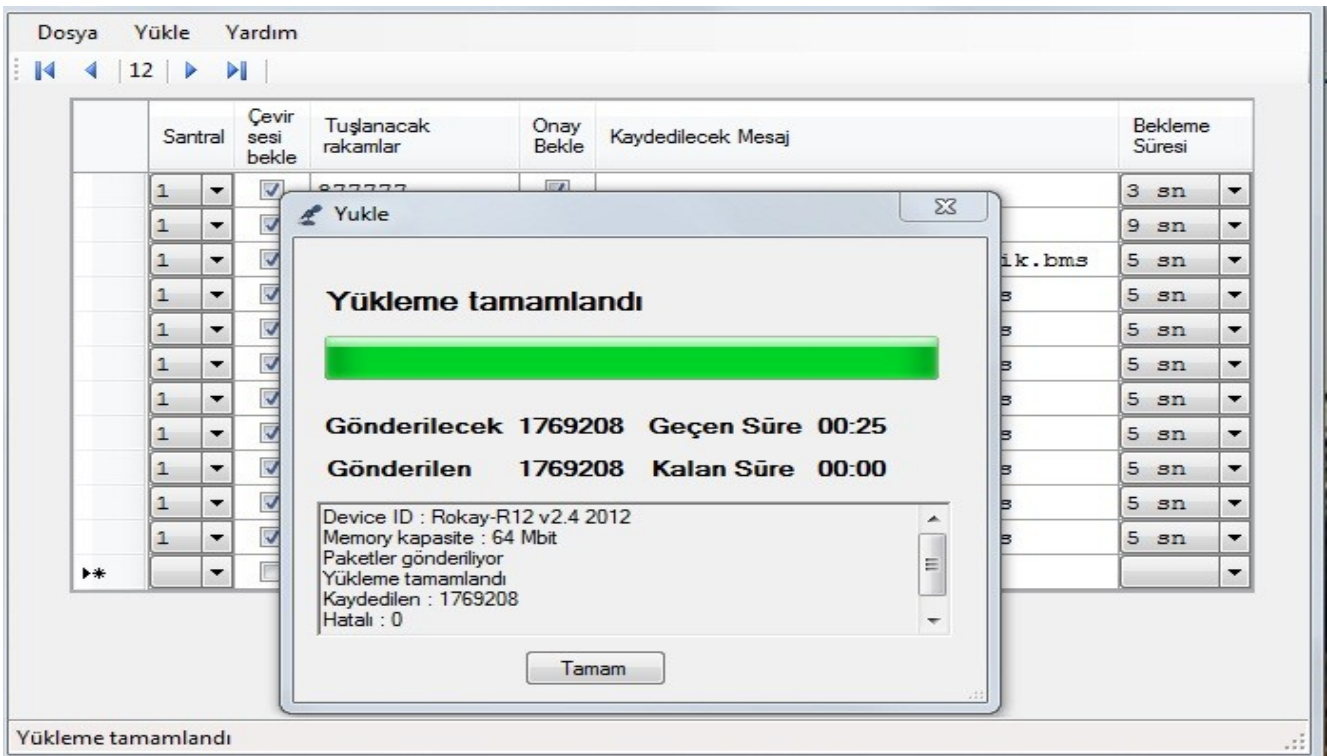 Dosya Yükle Yardım
12
Santral Çevir sesi bekle Tuşlanacak rakamlar Onay Bekle Kaydedilecek Mesaj Bekleme Süresi
1 877777 3 sn
1 9 sn
1 ik.bms 5 sn
1 s 5 sn
1 s 5 sn
1 s 5 sn
1 s 5 sn
1 s 5 sn
1 s 5 sn
1 s 5 sn
1 s 5 sn
Yukle
Yükleme tamamlandı
Gönderilecek 1769208 Geçen Süre 00:25
Gönderilen 1769208 Kalan Süre 00:00
Device ID : Rokay-R12 v2.4 2012
Memory kapasite : 64 Mbit
Paketler gönderiliyor
Yükleme tamamlandı
Kaydedilen : 1769208
Hatalı : 0
Tamam
Yükleme tamamlandı